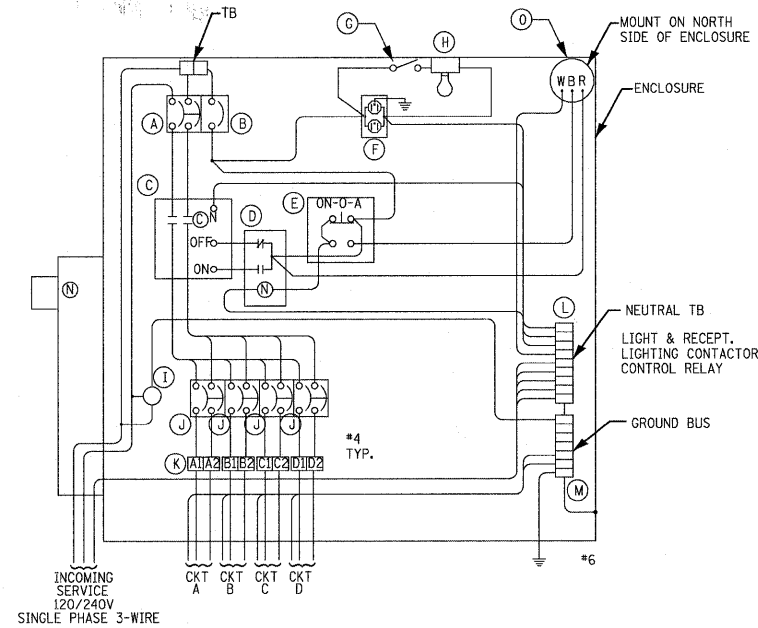 TB
G
H
O
MOUNT ON NORTH
SIDE OF ENCLOSURE
W B R
ENCLOSURE
A
B
F
C
E
ON-O-A
D
C
N
OFF
ON
N
N
L
NEUTRAL TB
LIGHT & RECEPT.
LIGHTING CONTACTOR
CONTROL RELAY
I
J
J
J
J
GROUND BUS
#4
TYP.
K
A1 A2 B1 B2 C1 C2 D1 D2
M
#6
INCOMING
SERVICE
120/240V
SINGLE PHASE 3-WIRE
CKT
A
CKT
B
CKT
C
CKT
D